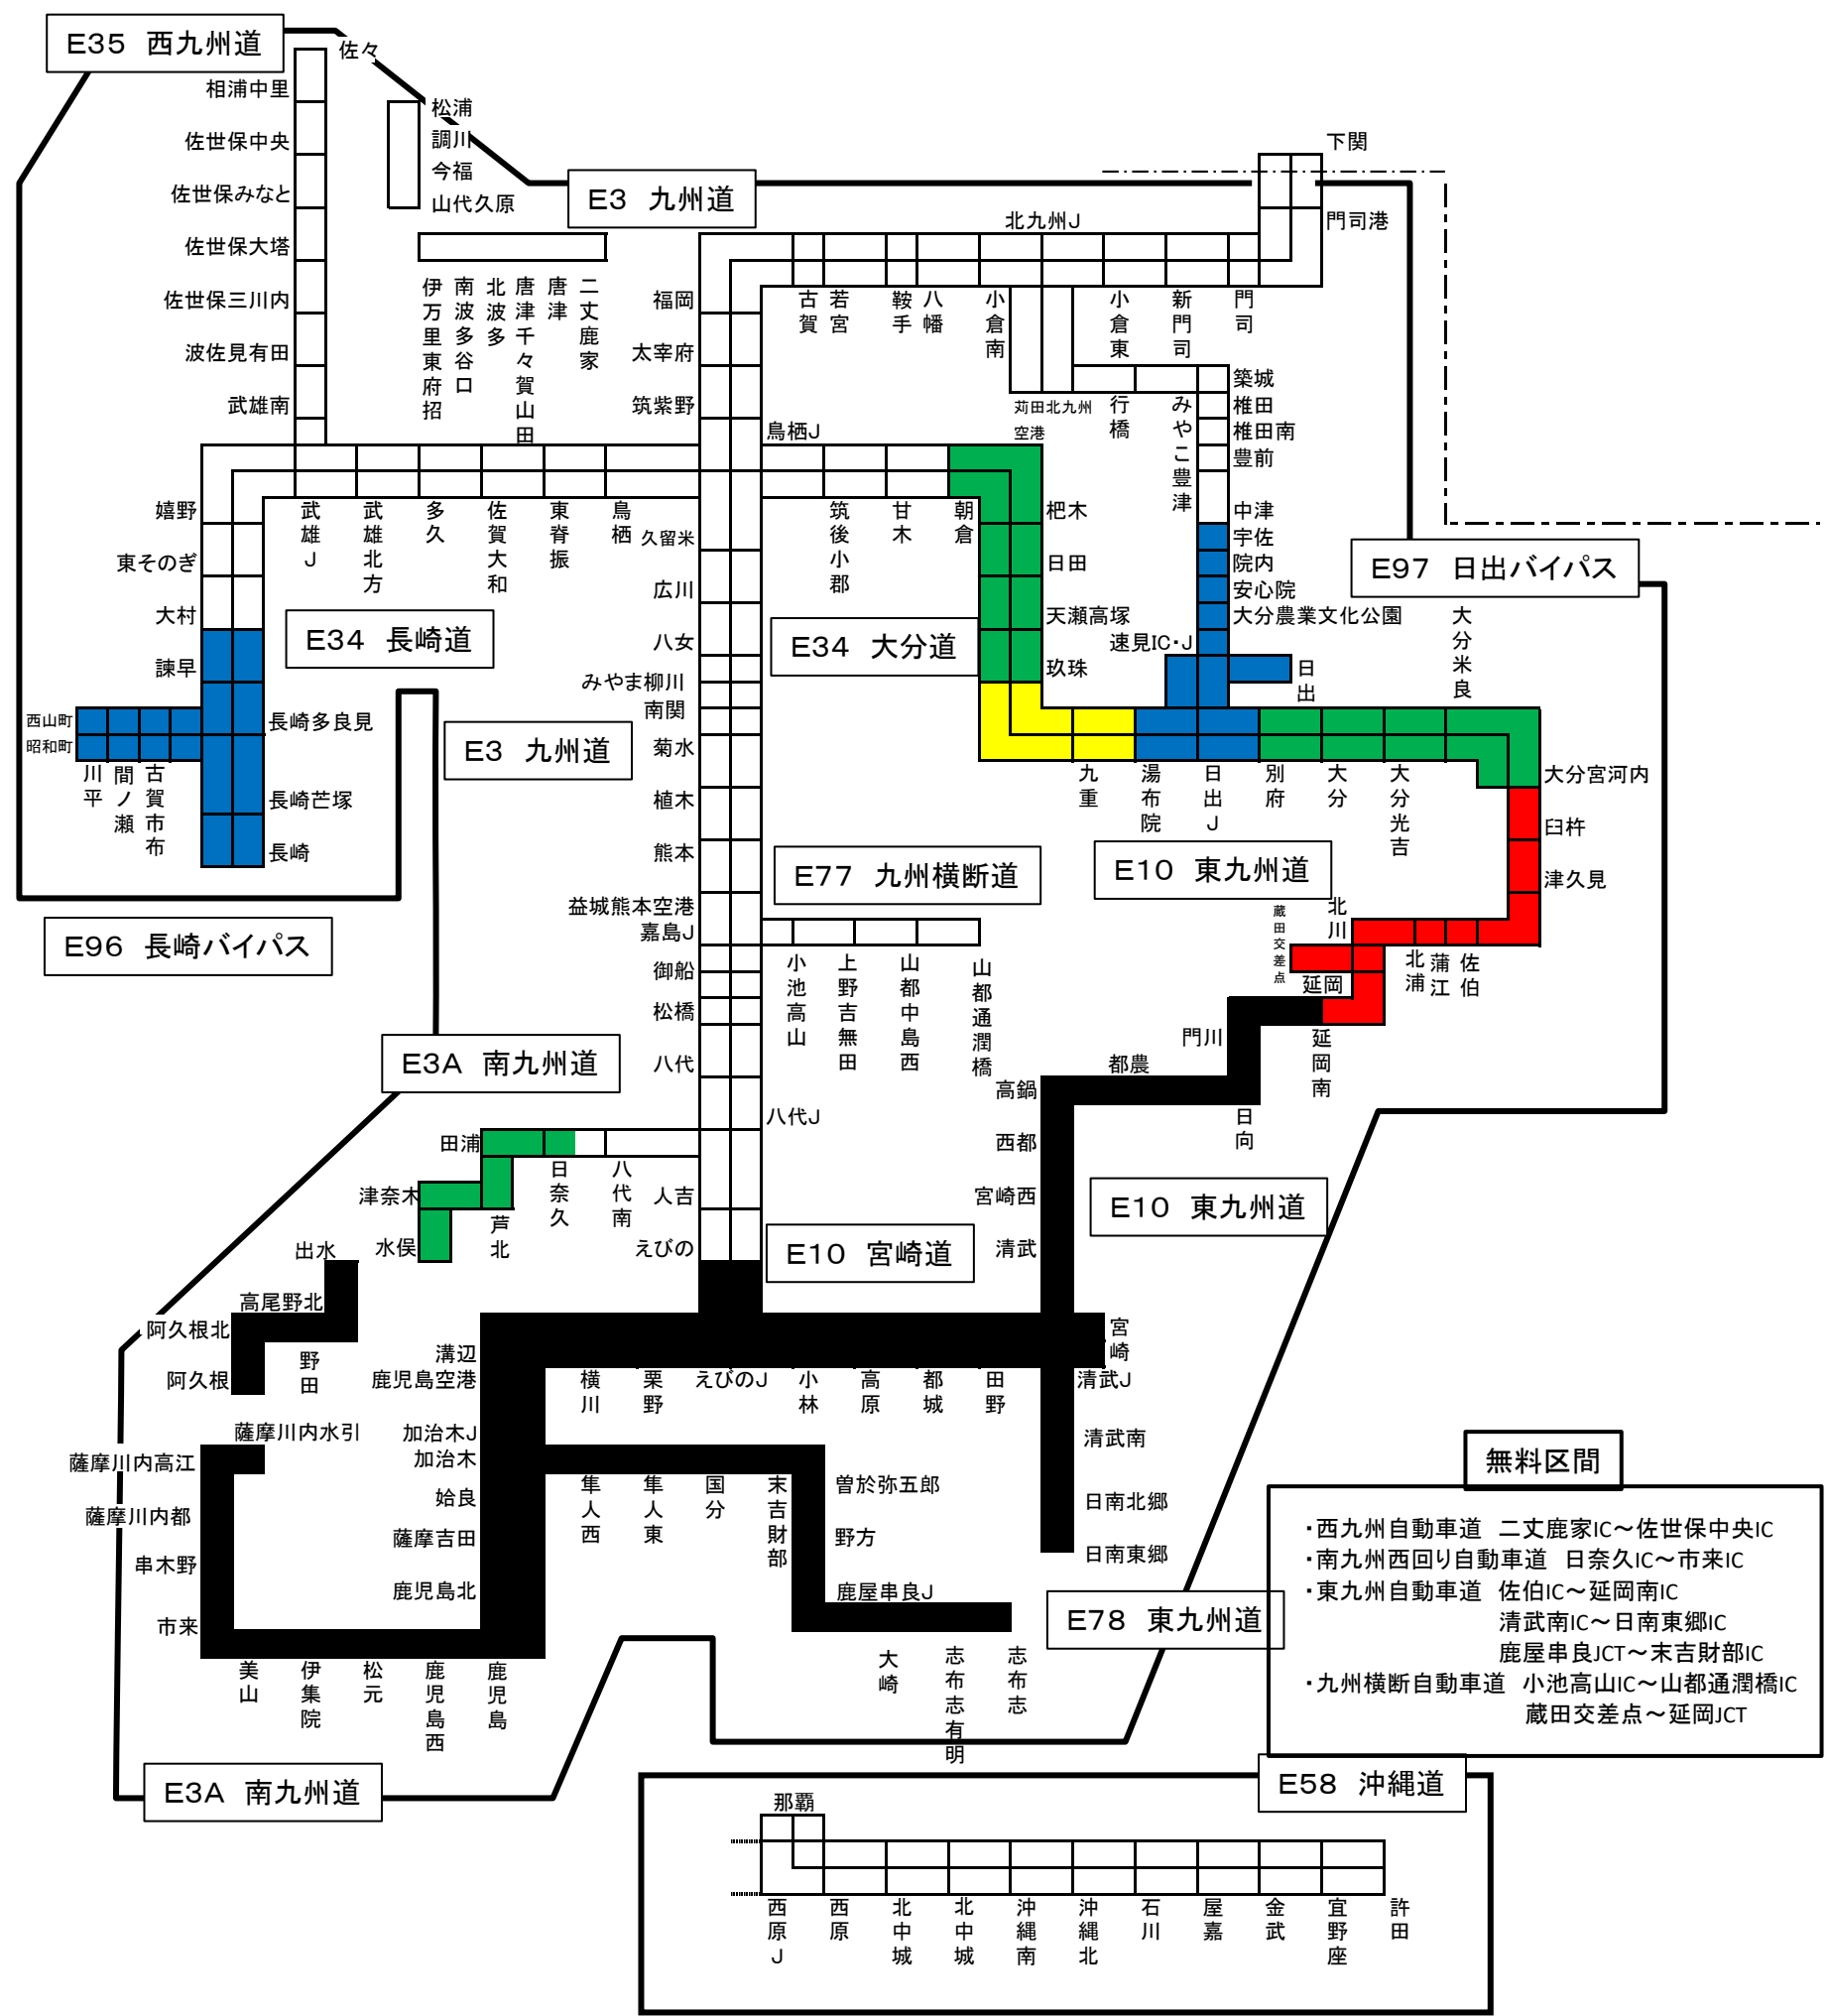 E35 西九州道
佐々
相浦中里
佐世保中央
佐世保みなと
佐世保大塔
佐世保三川内
波佐見有田
武雄南
松浦
調川
今福
山代久原
E3 九州道
下関
門司港
北九州J
伊万里東府招
南波多谷口
北波多
唐津千々賀山田
唐津
二丈鹿家
福岡
太宰府
筑紫野
古賀
若宮
鞍手
八幡
小倉南
小倉東
新門司
門司
苅田北九州
空港
行橋
みやこ豊津
築城
椎田
椎田南
豊前
中津
宇佐
院内
安心院
大分農業文化公園
速見IC・J
日出
鳥栖J
嬉野
東そのぎ
大村
諫早
武雄J
武雄北方
多久
佐賀大和
東脊振
鳥栖
久留米
広川
八女
みやま柳川
南関
菊水
植木
熊本
益城熊本空港
嘉島J
御船
松橋
八代
八代J
人吉
えびの
筑後小郡
甘木
朝倉
杷木
日田
天瀬高塚
玖珠
E97 日出バイパス
E34 長崎道
E34 大分道
大分米良
西山町
昭和町
川平
間ノ瀬
古賀市布
長崎多良見
長崎芒塚
長崎
E3 九州道
九重
湯布院
日出J
別府
大分
大分光吉
大分宮河内
臼杵
津久見
E77 九州横断道
E10 東九州道
E96 長崎バイパス
小池高山
上野吉無田
山都中島西
山都通潤橋
蔵田交差点
北川
延岡
北浦
蒲江
佐伯
延岡南
門川
都農
日向
高鍋
西都
宮崎西
清武
E3A 南九州道
田浦
津奈木
水俣
芦北
日奈久
八代南
E10 東九州道
E10 宮崎道
出水
高尾野北
阿久根北
阿久根
野田
溝辺
鹿児島空港
横川
栗野
えびのJ
小林
高原
都城
田野
宮崎
清武J
清武南
日南北郷
日南東郷
薩摩川内水引
薩摩川内高江
薩摩川内都
串木野
市来
加治木J
加治木
姶良
薩摩吉田
鹿児島北
隼人西
隼人東
国分
末吉財部
曽於弥五郎
野方
鹿屋串良J
大崎
志布志有明
志布志
美山
伊集院
松元
鹿児島西
鹿児島
E78 東九州道
E3A 南九州道
無料区間
・西九州自動車道 二丈鹿家IC～佐世保中央IC
・南九州西回り自動車道 日奈久IC～市来IC
・東九州自動車道 佐伯IC～延岡南IC
清武南IC～日南東郷IC
鹿屋串良JCT～末吉財部IC
・九州横断自動車道 小池高山IC～山都通潤橋IC
蔵田交差点～延岡JCT
E58 沖縄道
那覇
西原J
西原
北中城
北中城
沖縄南
沖縄北
石川
屋嘉
金武
宜野座
許田